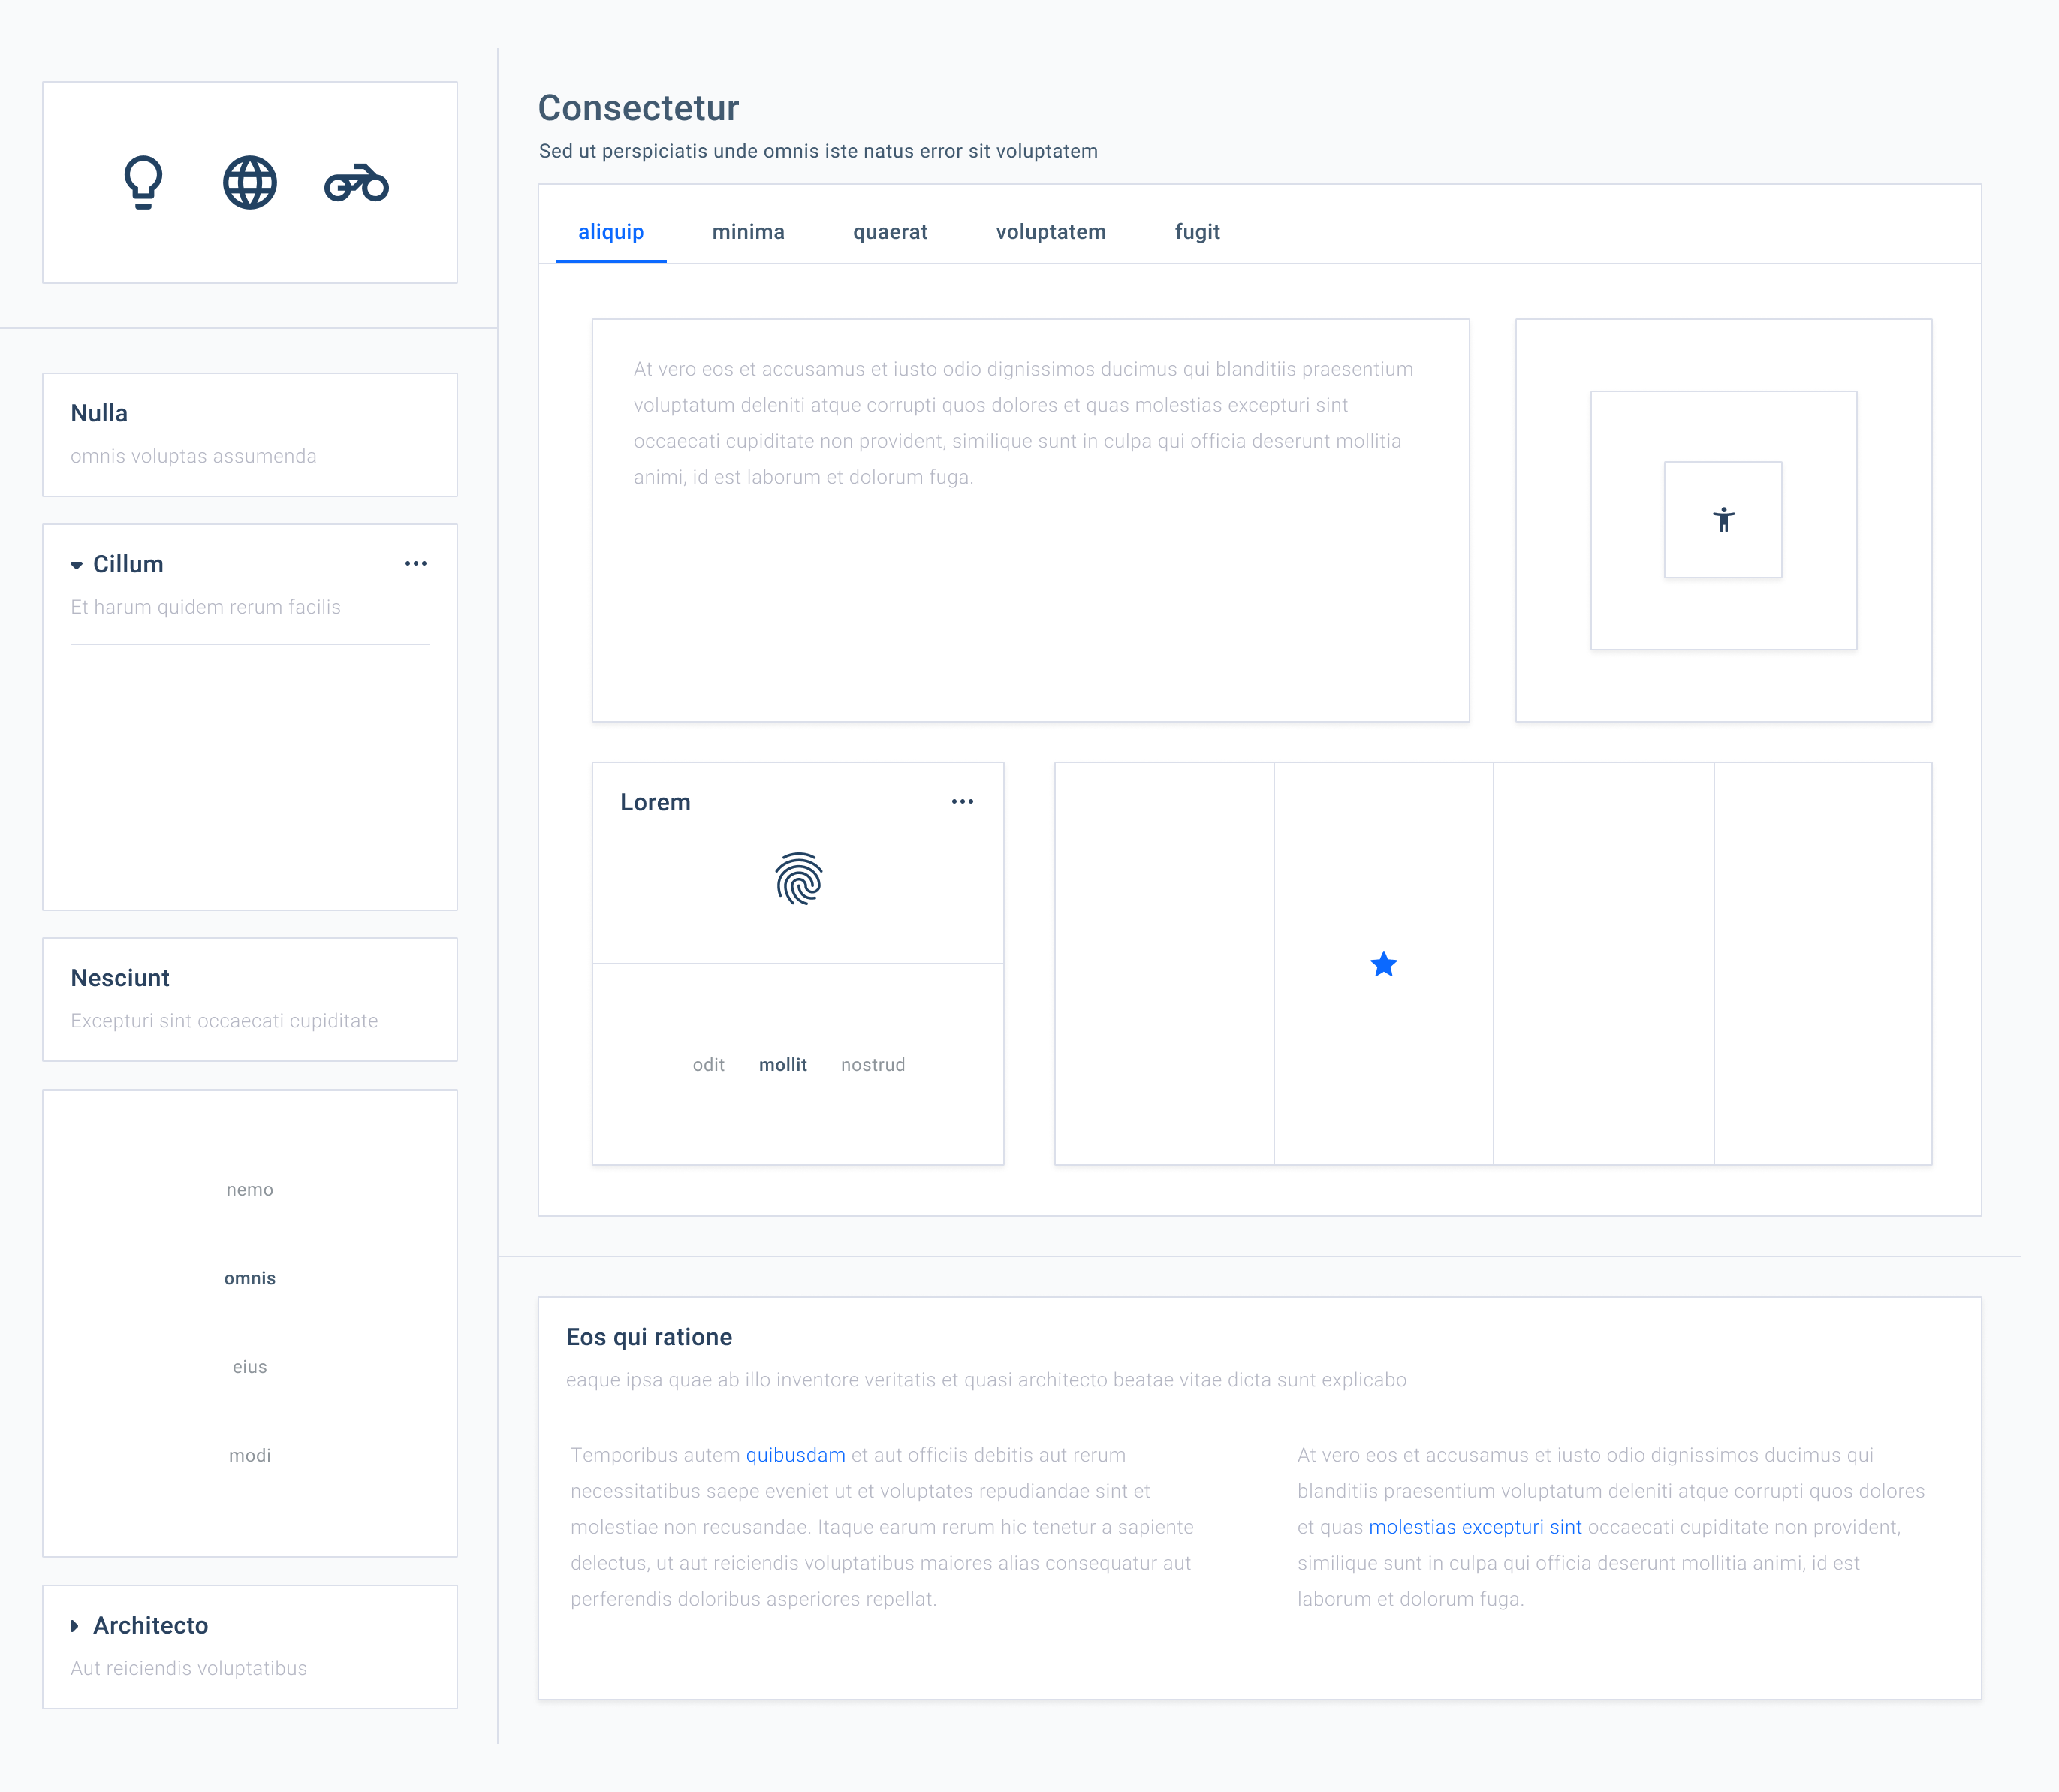 Nulla
omnis voluptas assumenda
Cillum
Et harum quidem rerum facilis
Nesciunt
Excepturi sint occaecati cupiditate
nemo
omnis
eius
modi
Architecto
Aut reiciendis voluptatibus
Consectetur
Sed ut perspiciatis unde omnis iste natus error sit voluptatem
aliquip minima quaerat voluptatem fugit
At vero eos et accusamus et iusto odio dignissimos ducimus qui blanditiis praesentium
voluptatum deleniti atque corrupti quos dolores et quas molestias excepturi sint
occaecati cupiditate non provident, similique sunt in culpa qui officia deserunt mollitia
animi, id est laborum et dolorum fuga.
Lorem
odit mollit nostrud
Eos qui ratione
eaque ipsa quae ab illo inventore veritatis et quasi architecto beatae vitae dicta sunt explicabo
Temporibus autem quibusdam et aut officiis debitis aut rerum
necessitatibus saepe eveniet ut et voluptates repudiandae sint et
molestiae non recusandae. Itaque earum rerum hic tenetur a sapiente
delectus, ut aut reiciendis voluptatibus maiores alias consequatur aut
perferendis doloribus asperiores repellat.
At vero eos et accusamus et iusto odio dignissimos ducimus qui
blanditiis praesentium voluptatum deleniti atque corrupti quos dolores
et quas molestias excepturi sint occaecati cupiditate non provident,
similique sunt in culpa qui officia deserunt mollitia animi, id est
laborum et dolorum fuga.